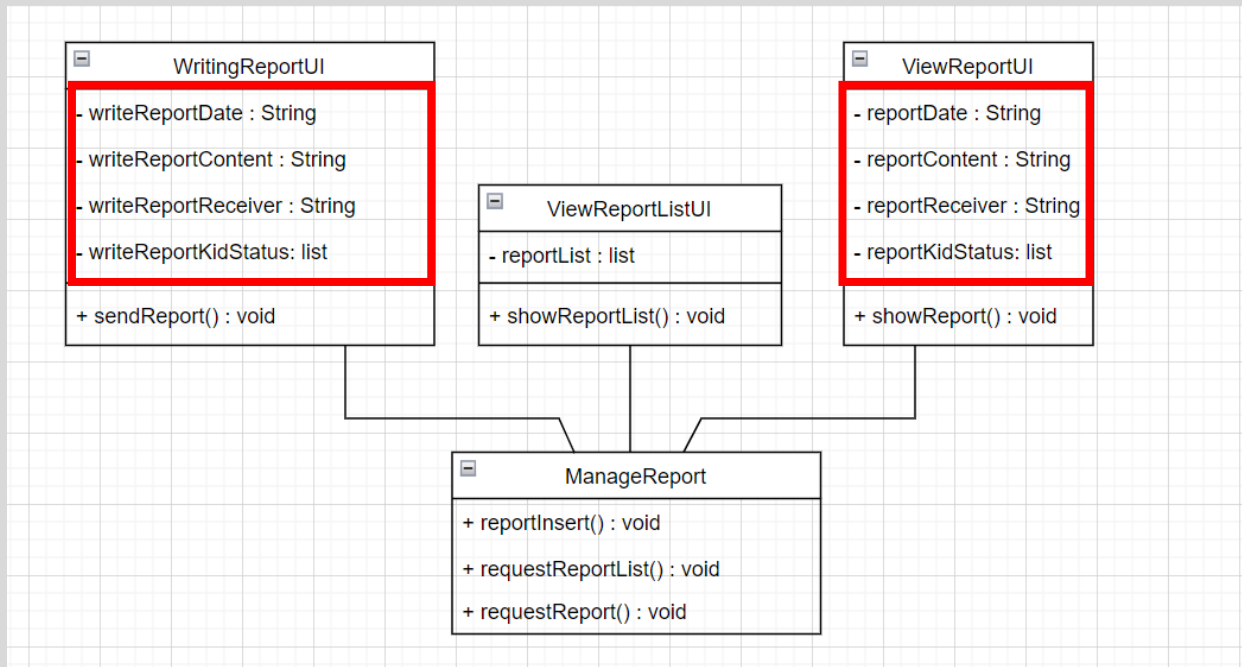 WritingReportUI
- writeReportDate : String
- writeReportContent : String
- writeReportReceiver : String
- writeReportKidStatus: list
+ sendReport() : void
ViewReportListUI
- reportList : list
+ showReportList() : void
ViewReportUI
- reportDate : String
- reportContent : String
- reportReceiver : String
- reportKidStatus: list
+ showReport() : void
ManageReport
+ reportInsert() : void
+ requestReportList() : void
+ requestReport() : void